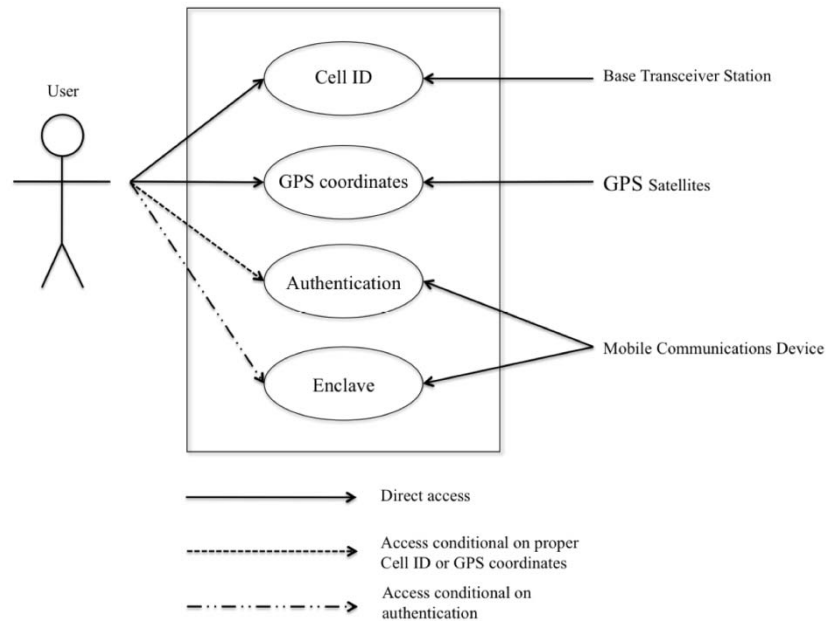 User
Cell ID
Base Transceiver Station
GPS coordinates
GPS Satellites
Authentication
Mobile Communications Device
Enclave
Direct access
Access conditional on proper
Cell ID or GPS coordinates
Access conditional on
authentication